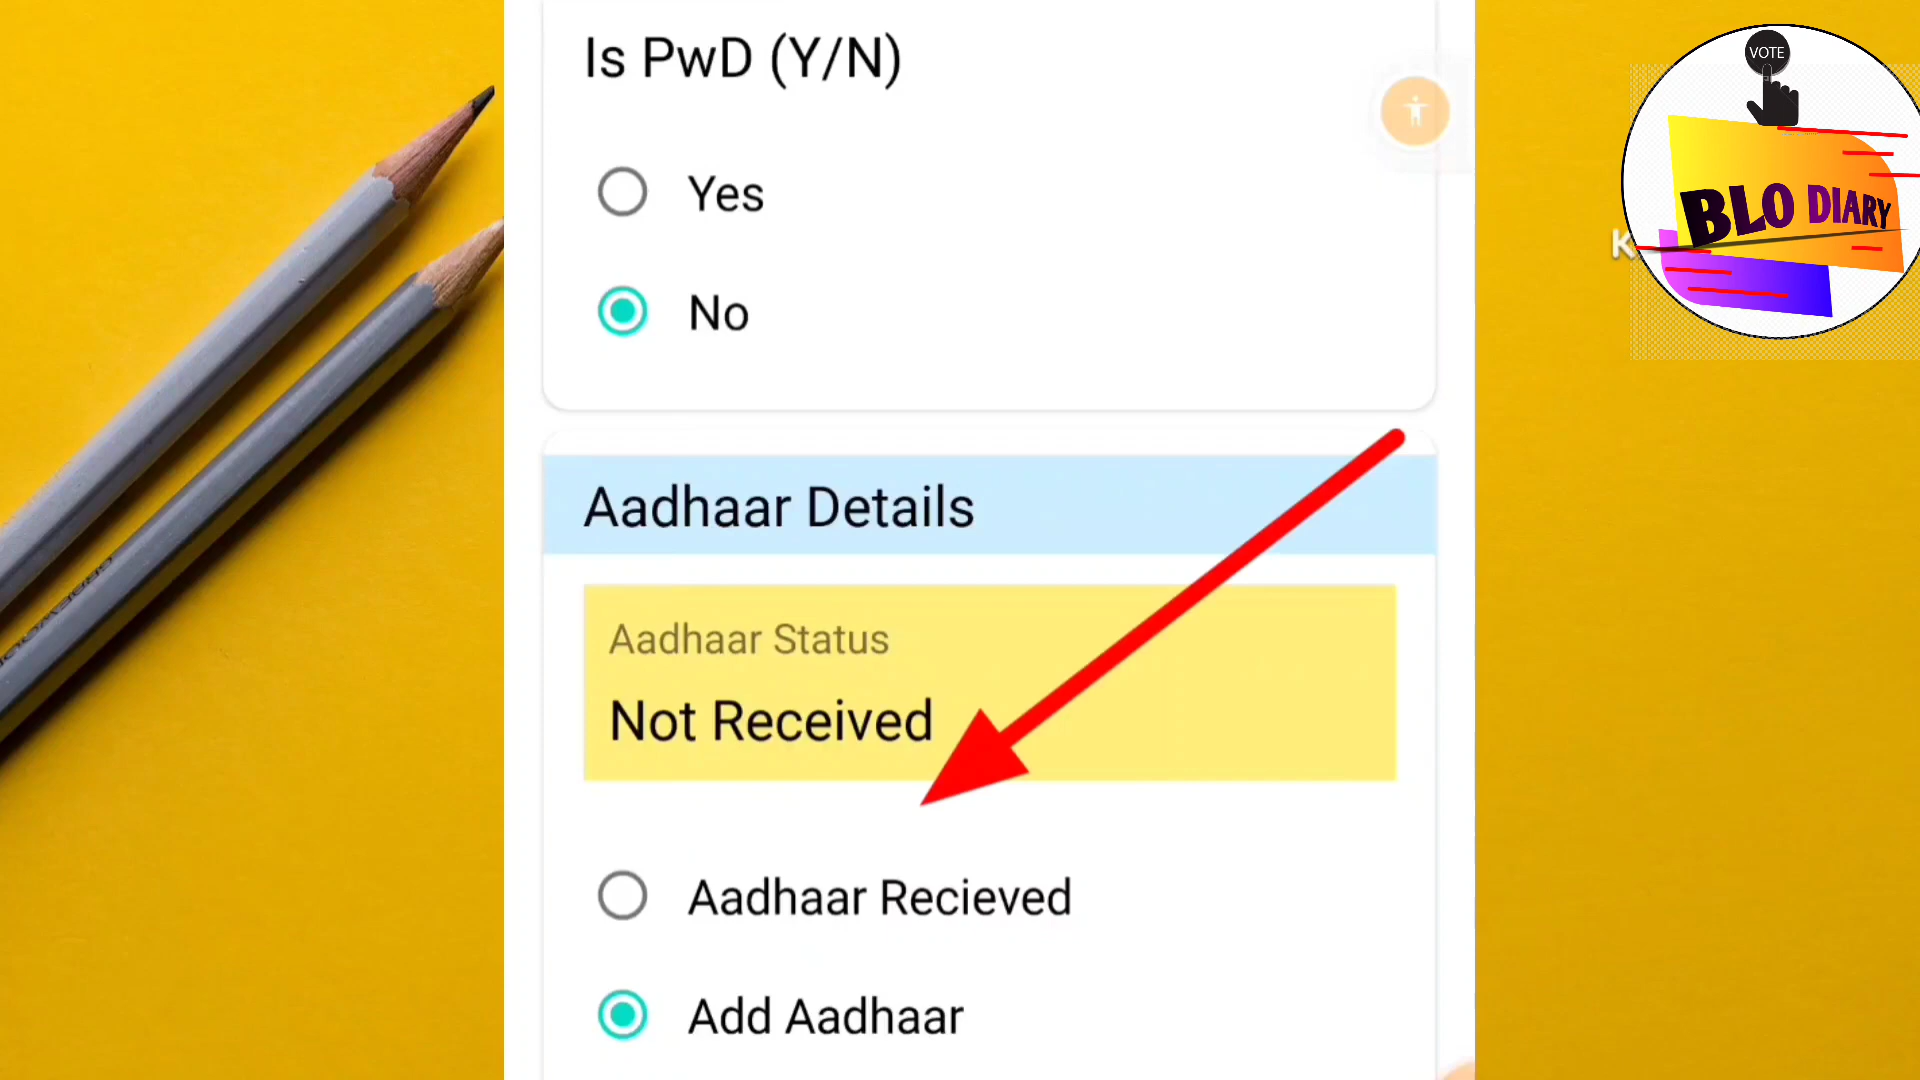 Is PwD (Y/N)
Yes
No
Aadhaar Details
Aadhaar Status
Not Received
Aadhaar Recieved
Add Aadhaar
VOTE
BLO DIARY
K